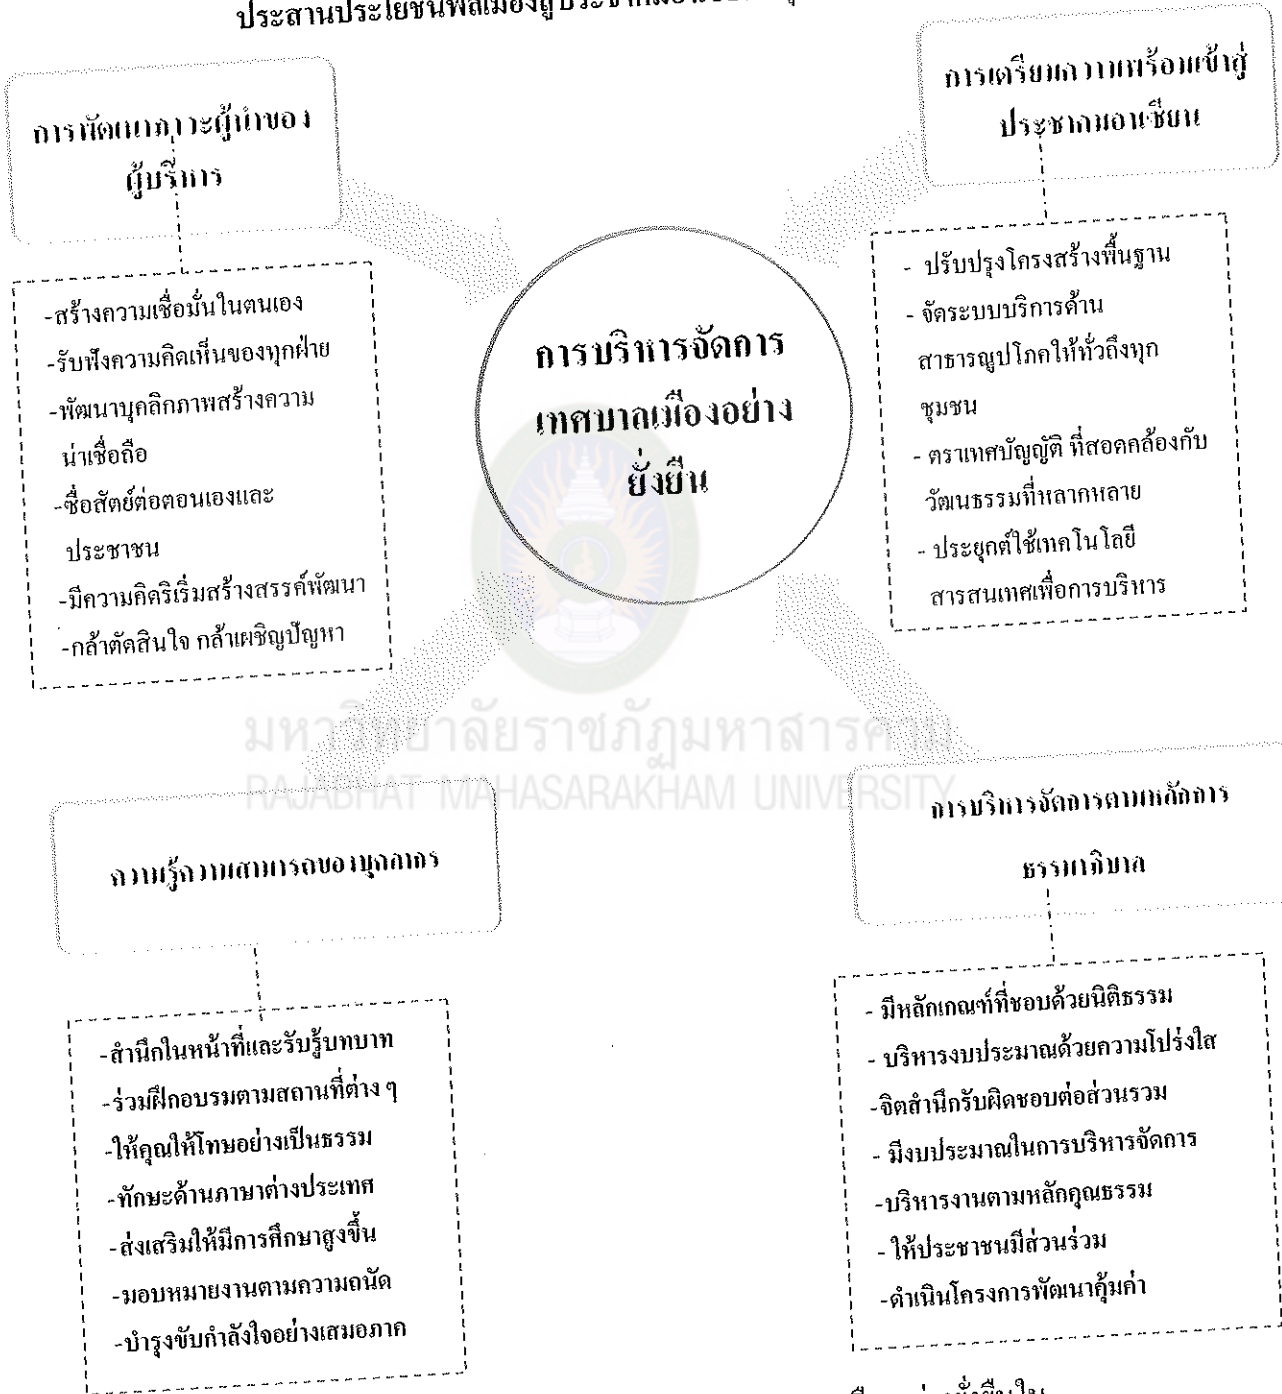 ประสานประโยชน์พลเมืองสู่ประชาคมอาเซียน
การพัฒนาภาวะผู้นำของ
ผู้บริหาร
-สร้างความเชื่อมั่นในตนเอง
-รับฟังความคิดเห็นของทุกฝ่าย
-พัฒนาบุคลิกภาพสร้างความ
น่าเชื่อถือ
-ซื่อสัตย์ต่อตอนเองและ
ประชาชน
-มีความคิดริเริ่มสร้างสรรค์พัฒนา
-กล้าตัดสินใจ กล้าเผชิญปัญหา
การเตรียมความพร้อมเข้าสู่
ประชาคมอาเซียน
- ปรับปรุงโครงสร้างพื้นฐาน
- จัดระบบบริการด้าน
สาธารณูปโภคให้ทั่วถึงทุก
ชุมชน
- ตราเทศบัญญัติ ที่สอดคล้องกับ
วัฒนธรรมที่หลากหลาย
- ประยุกต์ใช้เทคโนโลยี
สารสนเทศเพื่อการบริหาร
การบริหารจัดการ
เทศบาลเมืองอย่าง
ยั่งยืน
มหาวิทยาลัยราชภัฏมหาสารคาม
RAJABHAT MAHASARAKHAM UNIVERSITY
ความรู้ความสามารถของบุคลากร
-สำนึกในหน้าที่และรับรู้บทบาท
-ร่วมฝึกอบรมตามสถานที่ต่าง ๆ
-ให้คุณให้โทษอย่างเป็นธรรม
-ทักษะด้านภาษาต่างประเทศ
-ส่งเสริมให้มีการศึกษาสูงขึ้น
-มอบหมายงานตามความถนัด
-บำรุงขับกำลังใจอย่างเสมอภาค
การบริหารจัดการตามหลักการ
ธรรมาภิบาล
- มีหลักเกณฑ์ที่ชอบด้วยนิติธรรม
- บริหารงบประมาณด้วยความโปร่งใส
-จิตสำนึกรับผิดชอบต่อส่วนรวม
- มีงบประมาณในการบริหารจัดการ
-บริหารงานตามหลักคุณธรรม
- ให้ประชาชนมีส่วนร่วม
-ดำเนินโครงการพัฒนาคุ้มค่า